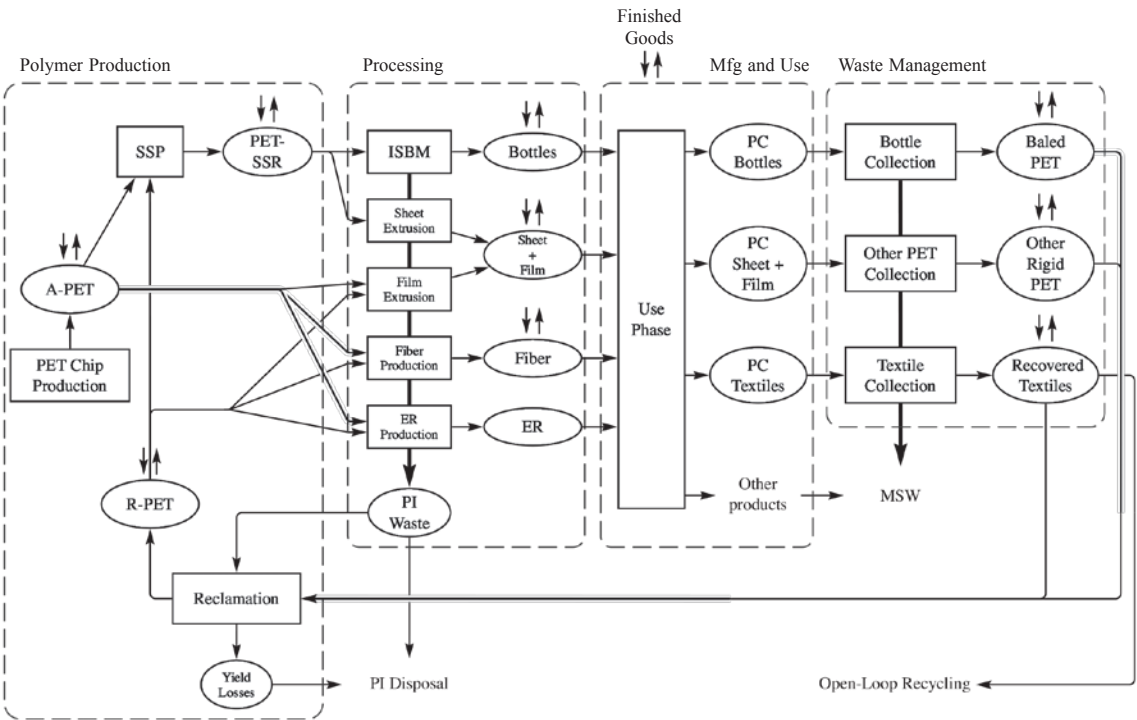 Finished
Goods
Polymer Production
Processing
Mfg and Use
Waste Management
SSP
PET-
SSR
ISBM
Bottles
PC
Bottles
Bottle
Collection
Baled
PET
Sheet
Extrusion
Sheet
+
Film
PC
Sheet +
Film
Other PET
Collection
Other
Rigid
PET
A-PET
Film
Extrusion
Use
Phase
PET Chip
Production
Fiber
Production
Fiber
PC
Textiles
Textile
Collection
Recovered
Textiles
ER
Production
ER
R-PET
PI
Waste
Other
products
MSW
Reclamation
Yield
Losses
PI Disposal
Open-Loop Recycling